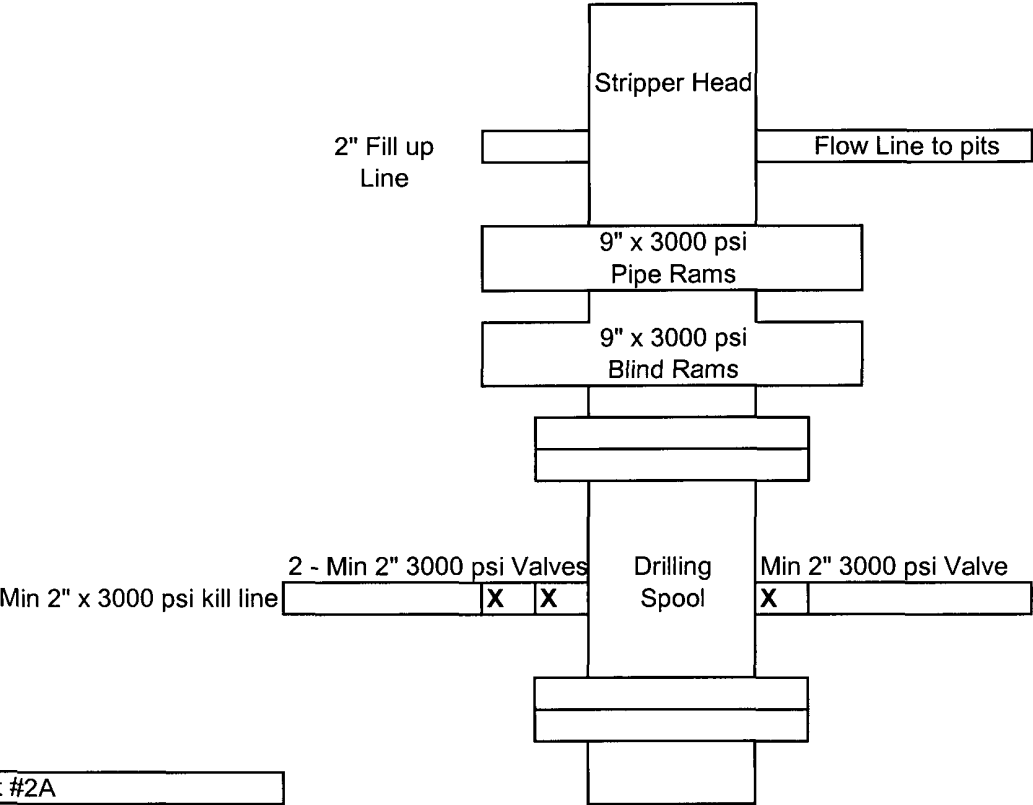 Stripper Head
2" Fill up
Line
Flow Line to pits
9" x 3000 psi
Pipe Rams
9" x 3000 psi
Blind Rams
2 - Min 2" 3000 psi Valves
Drilling
Spool
Min 2" 3000 psi Valve
Min 2" x 3000 psi kill line
X X
X
#2A